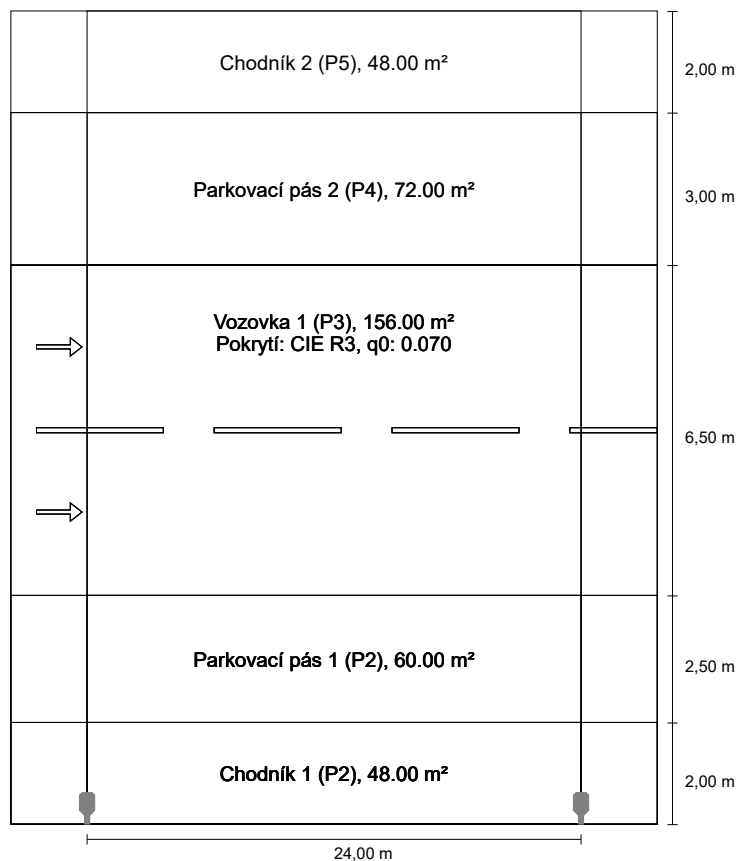 Chodník 2 (P5), 48.00 m²
2,00 m
Parkovací pás 2 (P4), 72.00 m²
3,00 m
Vozovka 1 (P3), 156.00 m²
Pokrytí: CIE R3, q0: 0.070
6,50 m
Parkovací pás 1 (P2), 60.00 m²
2,50 m
Chodník 1 (P2), 48.00 m²
2,00 m
24,00 m